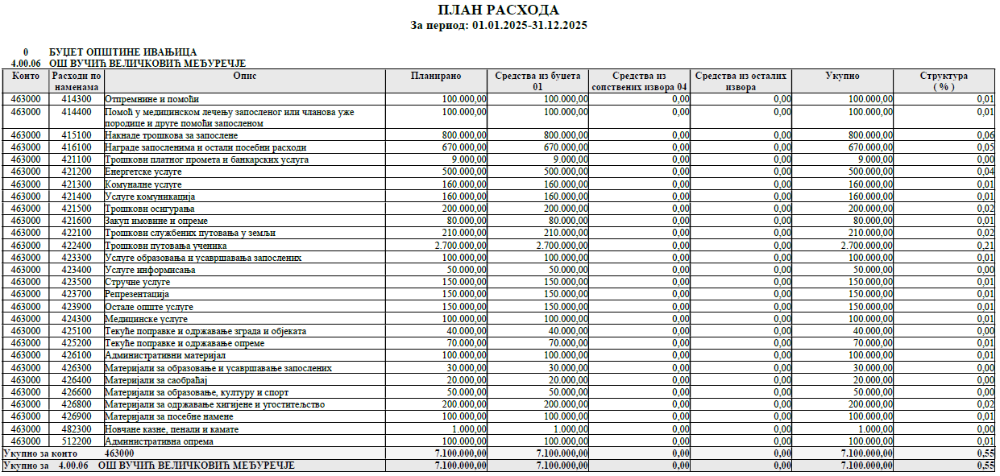 ПЛАН РАСХОДА
За период: 01.01.2025-31.12.2025
0 БУЏЕТ ОПШТИНЕ ИВАЊИЦА
4.00.06 ОШ ВУЧИЋ ВЕЛИЧКОВИЋ МЕЂУРЕЧЈЕ
Конто Расходи по наменама Опис Планирано Средства из буџета 01 Средства из сопствених извора 04 Средства из осталих извора Укупно Структура ( % )
463000 414300 Отпремнине и помоћи 100.000,00 100.000,00 0,00 0,00 100.000,00 0,01
463000 414400 Помоћ у медицинском лечењу запосленог или чланова уже 100.000,00 100.000,00 0,00 0,00 100.000,00 0,01
породице и друге помоћи запосленом
463000 415100 Накнаде трошкова за запослене 800.000,00 800.000,00 0,00 0,00 800.000,00 0,06
463000 416100 Награде запосленима и остали посебни расходи 670.000,00 670.000,00 0,00 0,00 670.000,00 0,05
463000 421100 Трошкови платног промета и банкарских услуга 9.000,00 9.000,00 0,00 0,00 9.000,00 0,00
463000 421200 Енергетске услуге 500.000,00 500.000,00 0,00 0,00 500.000,00 0,04
463000 421300 Комуналне услуге 160.000,00 160.000,00 0,00 0,00 160.000,00 0,01
463000 421400 Услуге комуникација 160.000,00 160.000,00 0,00 0,00 160.000,00 0,01
463000 421500 Трошкови осигурања 200.000,00 200.000,00 0,00 0,00 200.000,00 0,02
463000 421600 Закуп имовине и опреме 80.000,00 80.000,00 0,00 0,00 80.000,00 0,01
463000 422100 Трошкови службених путовања у земљи 210.000,00 210.000,00 0,00 0,00 210.000,00 0,02
463000 422400 Трошкови путовања ученика 2.700.000,00 2.700.000,00 0,00 0,00 2.700.000,00 0,21
463000 423300 Услуге образовања и усавршавања запослених 100.000,00 100.000,00 0,00 0,00 100.000,00 0,01
463000 423400 Услуге информисања 50.000,00 50.000,00 0,00 0,00 50.000,00 0,00
463000 423500 Стручне услуге 150.000,00 150.000,00 0,00 0,00 150.000,00 0,01
463000 423700 Репрезентација 150.000,00 150.000,00 0,00 0,00 150.000,00 0,01
463000 423900 Остале опште услуге 150.000,00 150.000,00 0,00 0,00 150.000,00 0,01
463000 424300 Медицинске услуге 100.000,00 100.000,00 0,00 0,00 100.000,00 0,01
463000 425100 Текуће поправке и одржавање зграда и објеката 40.000,00 40.000,00 0,00 0,00 40.000,00 0,00
463000 425200 Текуће поправке и одржавање опреме 70.000,00 70.000,00 0,00 0,00 70.000,00 0,01
463000 426100 Административни материјал 100.000,00 100.000,00 0,00 0,00 100.000,00 0,01
463000 426300 Материјали за образовање и усавршавање запослених 30.000,00 30.000,00 0,00 0,00 30.000,00 0,00
463000 426400 Материјали за саобраћај 20.000,00 20.000,00 0,00 0,00 20.000,00 0,00
463000 426600 Материјали за образовање, културу и спорт 50.000,00 50.000,00 0,00 0,00 50.000,00 0,00
463000 426800 Материјали за одржавање хигијене и угоститељство 200.000,00 200.000,00 0,00 0,00 200.000,00 0,02
463000 426900 Материјали за посебне намене 100.000,00 100.000,00 0,00 0,00 100.000,00 0,01
463000 482300 Новчане казне, пенали и камате 1.000,00 1.000,00 0,00 0,00 1.000,00 0,00
463000 512200 Административна опрема 100.000,00 100.000,00 0,00 0,00 100.000,00 0,01
Укупно за конто 463000 7.100.000,00 7.100.000,00 0,00 0,00 7.100.000,00 0,55
Укупно за 4.00.06 ОШ ВУЧИЋ ВЕЛИЧКОВИЋ МЕЂУРЕЧЈЕ 7.100.000,00 7.100.000,00 0,00 0,00 7.100.000,00 0,55